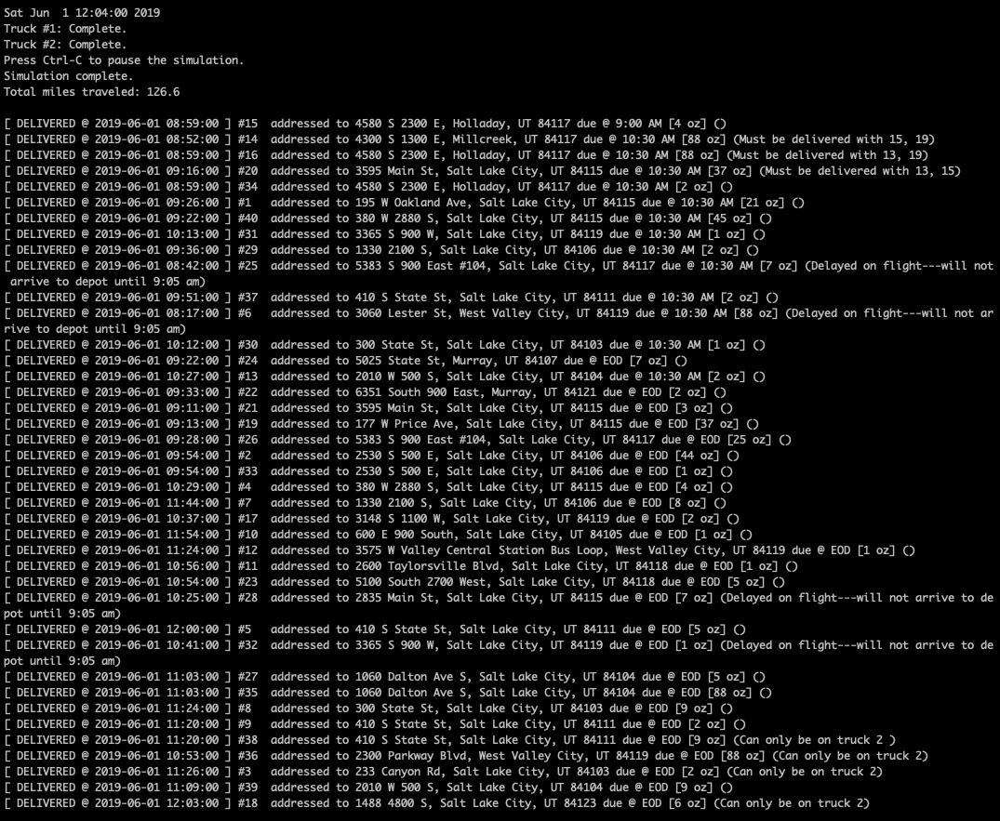 Sat Jun  1 12:04:00 2019
Truck #1: Complete.
Truck #2: Complete.
Press Ctrl-C to pause the simulation.
Simulation complete.
Total miles traveled: 126.6
[ DELIVERED @ 2019-06-01 08:59:00 ] #15  addressed to 4580 S 2300 E, Holladay, UT 84117 due @ 9:00 AM [4 oz] ()
[ DELIVERED @ 2019-06-01 08:52:00 ] #14  addressed to 4300 S 1300 E, Millcreek, UT 84117 due @ 10:30 AM [88 oz] (Must be delivered with 15, 19)
[ DELIVERED @ 2019-06-01 08:59:00 ] #16  addressed to 4580 S 2300 E, Holladay, UT 84117 due @ 10:30 AM [88 oz] (Must be delivered with 13, 19)
[ DELIVERED @ 2019-06-01 09:16:00 ] #20  addressed to 3595 Main St, Salt Lake City, UT 84115 due @ 10:30 AM [37 oz] (Must be delivered with 13, 15)
[ DELIVERED @ 2019-06-01 08:59:00 ] #34  addressed to 4580 S 2300 E, Holladay, UT 84117 due @ 10:30 AM [2 oz] ()
[ DELIVERED @ 2019-06-01 09:26:00 ] #1   addressed to 195 W Oakland Ave, Salt Lake City, UT 84115 due @ 10:30 AM [21 oz] ()
[ DELIVERED @ 2019-06-01 09:22:00 ] #40  addressed to 380 W 2880 S, Salt Lake City, UT 84115 due @ 10:30 AM [45 oz] ()
[ DELIVERED @ 2019-06-01 10:13:00 ] #31  addressed to 3365 S 900 W, Salt Lake City, UT 84119 due @ 10:30 AM [1 oz] ()
[ DELIVERED @ 2019-06-01 09:36:00 ] #29  addressed to 1330 2100 S, Salt Lake City, UT 84106 due @ 10:30 AM [2 oz] ()
[ DELIVERED @ 2019-06-01 08:42:00 ] #25  addressed to 5383 S 900 East #104, Salt Lake City, UT 84117 due @ 10:30 AM [7 oz] (Delayed on flight---will not
 arrive to depot until 9:05 am)
[ DELIVERED @ 2019-06-01 09:51:00 ] #37  addressed to 410 S State St, Salt Lake City, UT 84111 due @ 10:30 AM [2 oz] ()
[ DELIVERED @ 2019-06-01 08:17:00 ] #6   addressed to 3060 Lester St, West Valley City, UT 84119 due @ 10:30 AM [88 oz] (Delayed on flight---will not ar
rive to depot until 9:05 am)
[ DELIVERED @ 2019-06-01 10:12:00 ] #30  addressed to 300 State St, Salt Lake City, UT 84103 due @ 10:30 AM [1 oz] ()
[ DELIVERED @ 2019-06-01 09:22:00 ] #24  addressed to 5025 State St, Murray, UT 84107 due @ EOD [7 oz] ()
[ DELIVERED @ 2019-06-01 10:27:00 ] #13  addressed to 2010 W 500 S, Salt Lake City, UT 84104 due @ 10:30 AM [2 oz] ()
[ DELIVERED @ 2019-06-01 09:33:00 ] #22  addressed to 6351 South 900 East, Murray, UT 84121 due @ EOD [2 oz] ()
[ DELIVERED @ 2019-06-01 09:11:00 ] #21  addressed to 3595 Main St, Salt Lake City, UT 84115 due @ EOD [3 oz] ()
[ DELIVERED @ 2019-06-01 09:13:00 ] #19  addressed to 177 W Price Ave, Salt Lake City, UT 84115 due @ EOD [37 oz] ()
[ DELIVERED @ 2019-06-01 09:28:00 ] #26  addressed to 5383 S 900 East #104, Salt Lake City, UT 84117 due @ EOD [25 oz] ()
[ DELIVERED @ 2019-06-01 09:54:00 ] #2   addressed to 2530 S 500 E, Salt Lake City, UT 84106 due @ EOD [44 oz] ()
[ DELIVERED @ 2019-06-01 09:54:00 ] #33  addressed to 2530 S 500 E, Salt Lake City, UT 84106 due @ EOD [1 oz] ()
[ DELIVERED @ 2019-06-01 10:29:00 ] #4   addressed to 380 W 2880 S, Salt Lake City, UT 84115 due @ EOD [4 oz] ()
[ DELIVERED @ 2019-06-01 11:44:00 ] #7   addressed to 1330 2100 S, Salt Lake City, UT 84106 due @ EOD [8 oz] ()
[ DELIVERED @ 2019-06-01 10:37:00 ] #17  addressed to 3148 S 1100 W, Salt Lake City, UT 84119 due @ EOD [2 oz] ()
[ DELIVERED @ 2019-06-01 11:54:00 ] #10  addressed to 600 E 900 South, Salt Lake City, UT 84105 due @ EOD [1 oz] ()
[ DELIVERED @ 2019-06-01 11:24:00 ] #12  addressed to 3575 W Valley Central Station Bus Loop, West Valley City, UT 84119 due @ EOD [1 oz] ()
[ DELIVERED @ 2019-06-01 10:56:00 ] #11  addressed to 2600 Taylorsville Blvd, Salt Lake City, UT 84118 due @ EOD [1 oz] ()
[ DELIVERED @ 2019-06-01 10:54:00 ] #23  addressed to 5100 South 2700 West, Salt Lake City, UT 84118 due @ EOD [5 oz] ()
[ DELIVERED @ 2019-06-01 10:25:00 ] #28  addressed to 2835 Main St, Salt Lake City, UT 84115 due @ EOD [7 oz] (Delayed on flight---will not arrive to de
pot until 9:05 am)
[ DELIVERED @ 2019-06-01 12:00:00 ] #5   addressed to 410 S State St, Salt Lake City, UT 84111 due @ EOD [5 oz] ()
[ DELIVERED @ 2019-06-01 10:41:00 ] #32  addressed to 3365 S 900 W, Salt Lake City, UT 84119 due @ EOD [1 oz] (Delayed on flight---will not arrive to de
pot until 9:05 am)
[ DELIVERED @ 2019-06-01 11:03:00 ] #27  addressed to 1060 Dalton Ave S, Salt Lake City, UT 84104 due @ EOD [5 oz] ()
[ DELIVERED @ 2019-06-01 11:03:00 ] #35  addressed to 1060 Dalton Ave S, Salt Lake City, UT 84104 due @ EOD [88 oz] ()
[ DELIVERED @ 2019-06-01 11:24:00 ] #8   addressed to 300 State St, Salt Lake City, UT 84103 due @ EOD [9 oz] ()
[ DELIVERED @ 2019-06-01 11:20:00 ] #9   addressed to 410 S State St, Salt Lake City, UT 84111 due @ EOD [2 oz] ()
[ DELIVERED @ 2019-06-01 11:20:00 ] #38  addressed to 410 S State St, Salt Lake City, UT 84111 due @ EOD [9 oz] (Can only be on truck 2 )
[ DELIVERED @ 2019-06-01 10:53:00 ] #36  addressed to 2300 Parkway Blvd, West Valley City, UT 84119 due @ EOD [88 oz] (Can only be on truck 2)
[ DELIVERED @ 2019-06-01 11:26:00 ] #3   addressed to 233 Canyon Rd, Salt Lake City, UT 84103 due @ EOD [2 oz] (Can only be on truck 2)
[ DELIVERED @ 2019-06-01 11:09:00 ] #39  addressed to 2010 W 500 S, Salt Lake City, UT 84104 due @ EOD [9 oz] ()
[ DELIVERED @ 2019-06-01 12:03:00 ] #18  addressed to 1488 4800 S, Salt Lake City, UT 84123 due @ EOD [6 oz] (Can only be on truck 2)